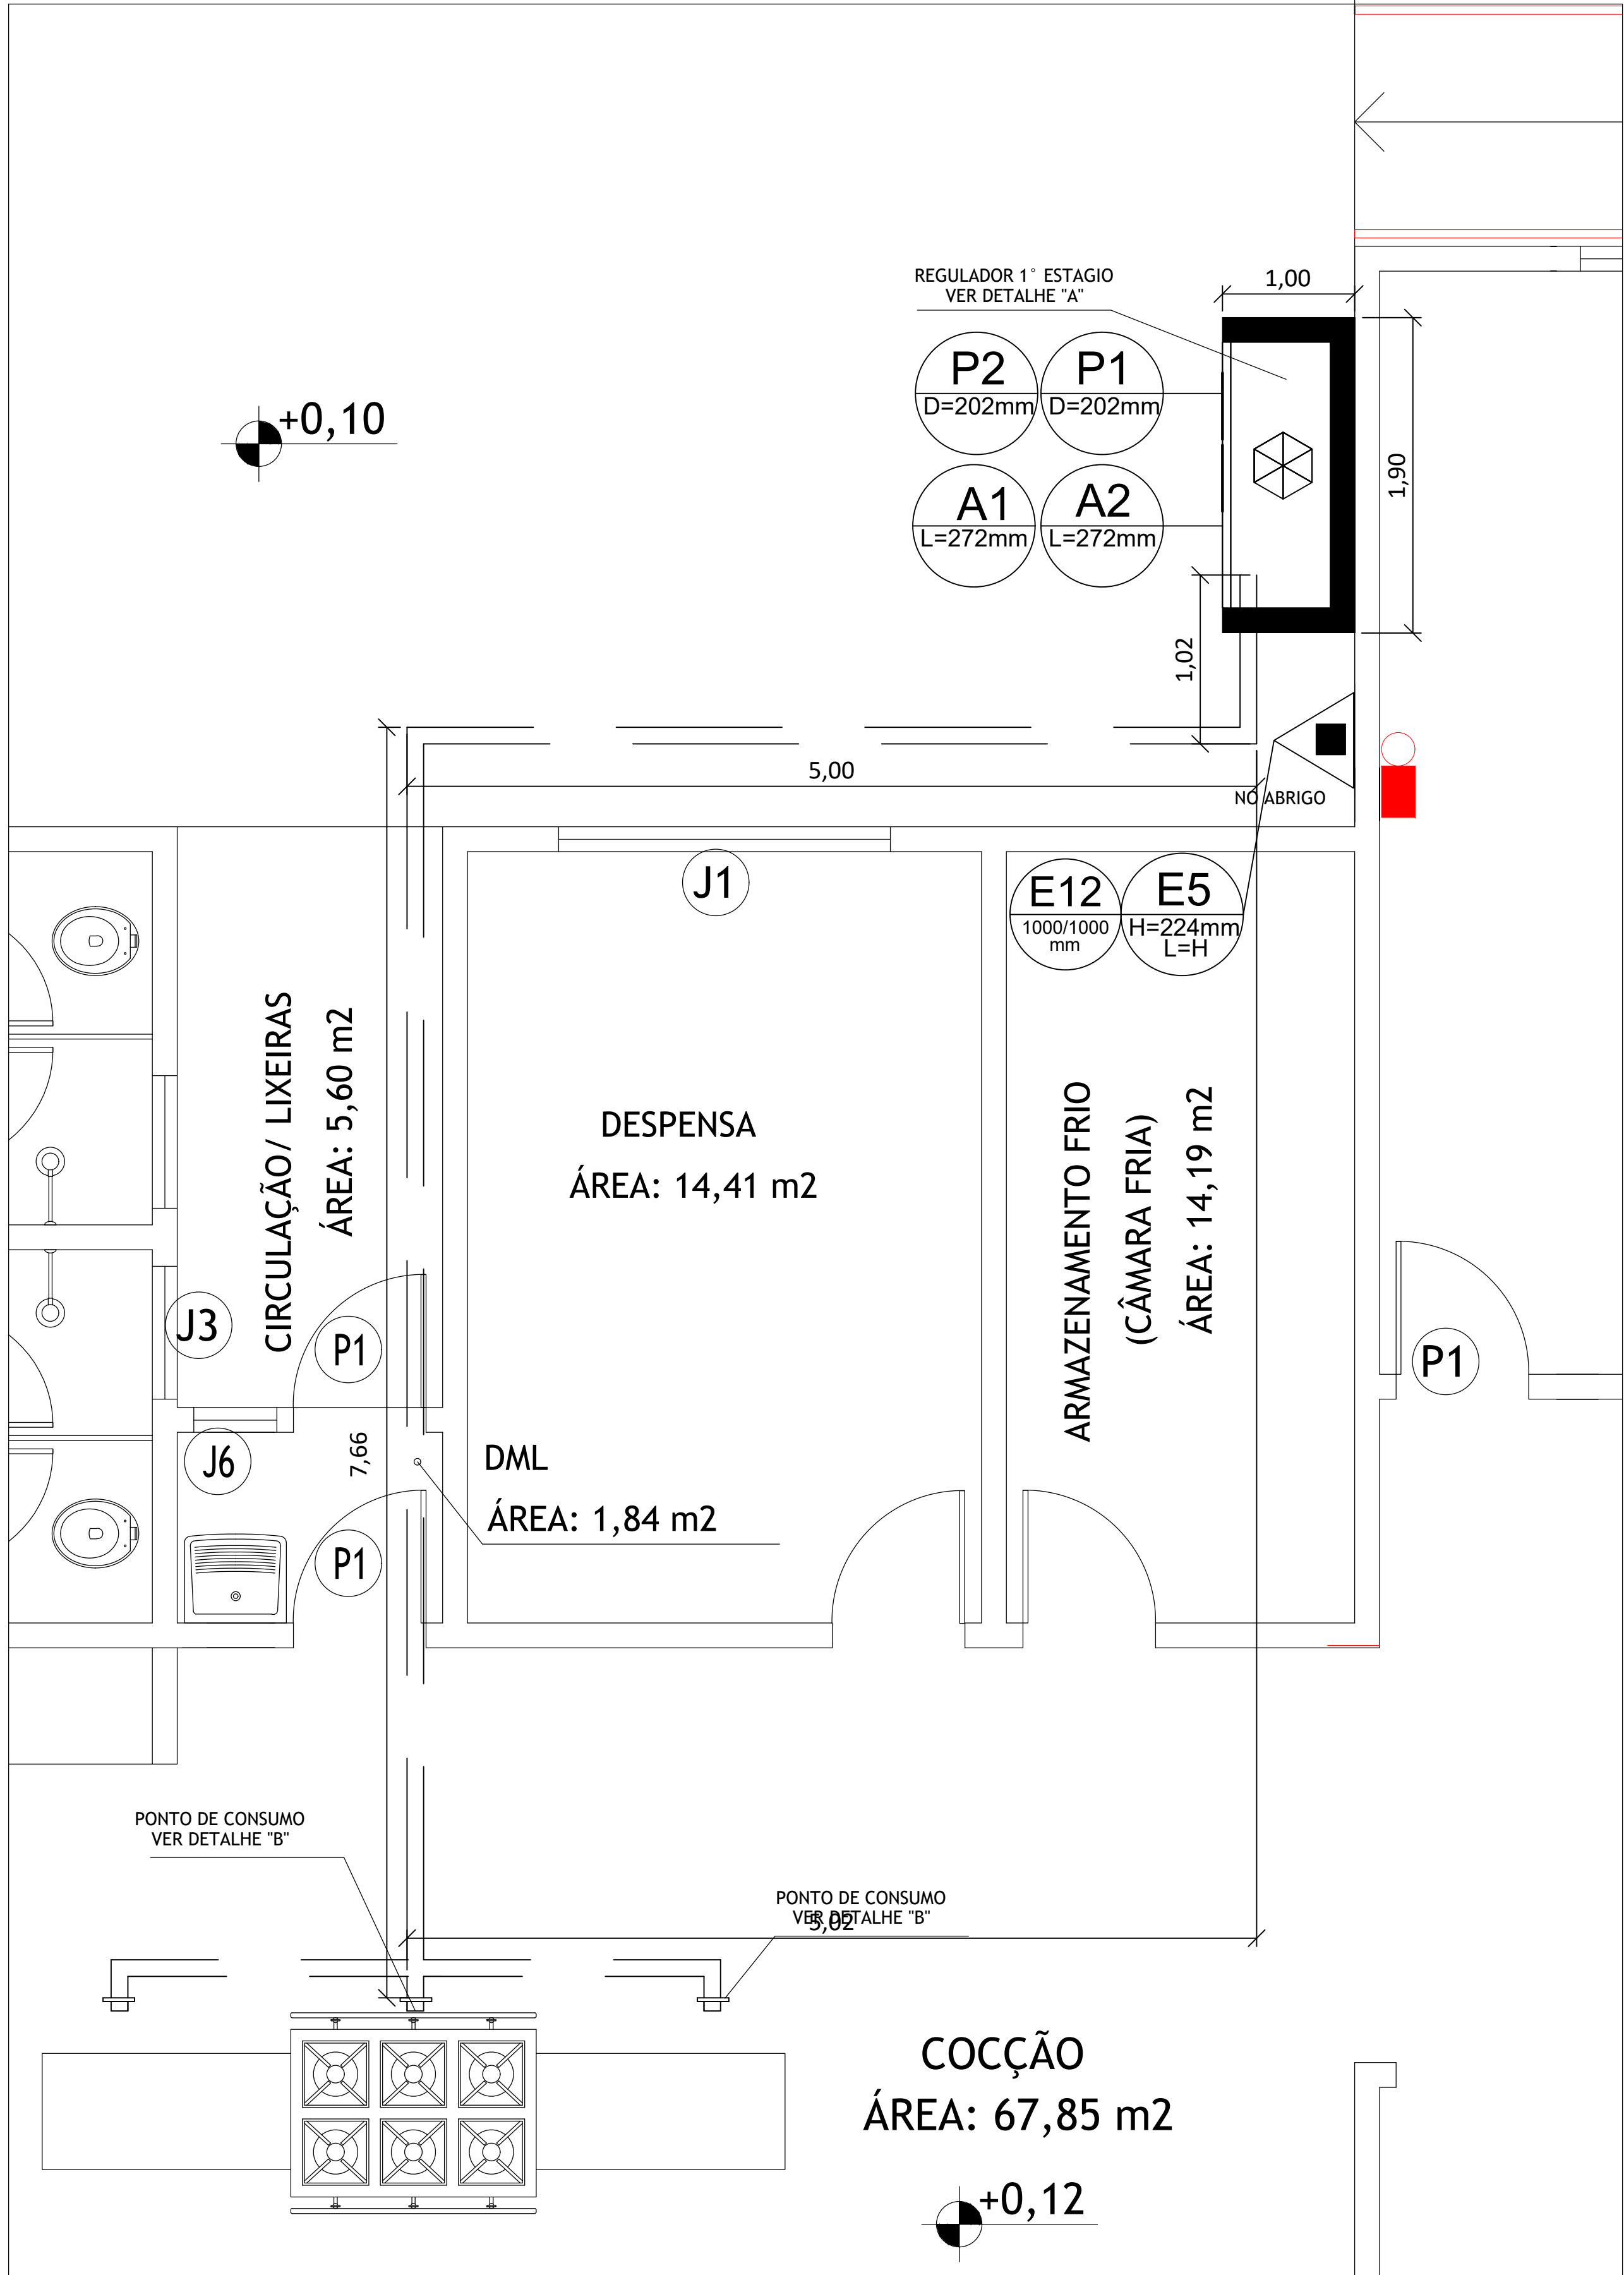 REGULADOR 1° ESTAGIO
VER DETALHE "A"
1,00
P2
D=202mm
P1
D=202mm
+0,10
1,90
A1
L=272mm
A2
L=272mm
1,02
5,00
NO ABRIGO
J1
E12
1000/1000
mm
E5
H=224mm
L=H
CIRCULAÇÃO/ LIXEIRAS
ÁREA: 5,60 m2
DESPENSA
ÁREA: 14,41 m2
ARMAZENAMENTO FRIO
(CÂMARA FRIA)
ÁREA: 14,19 m2
J3
P1
P1
J6
7,66
DML
ÁREA: 1,84 m2
P1
PONTO DE CONSUMO
VER DETALHE "B"
PONTO DE CONSUMO
VER DETALHE "B"
5,02
COCÇÃO
ÁREA: 67,85 m2
+0,12